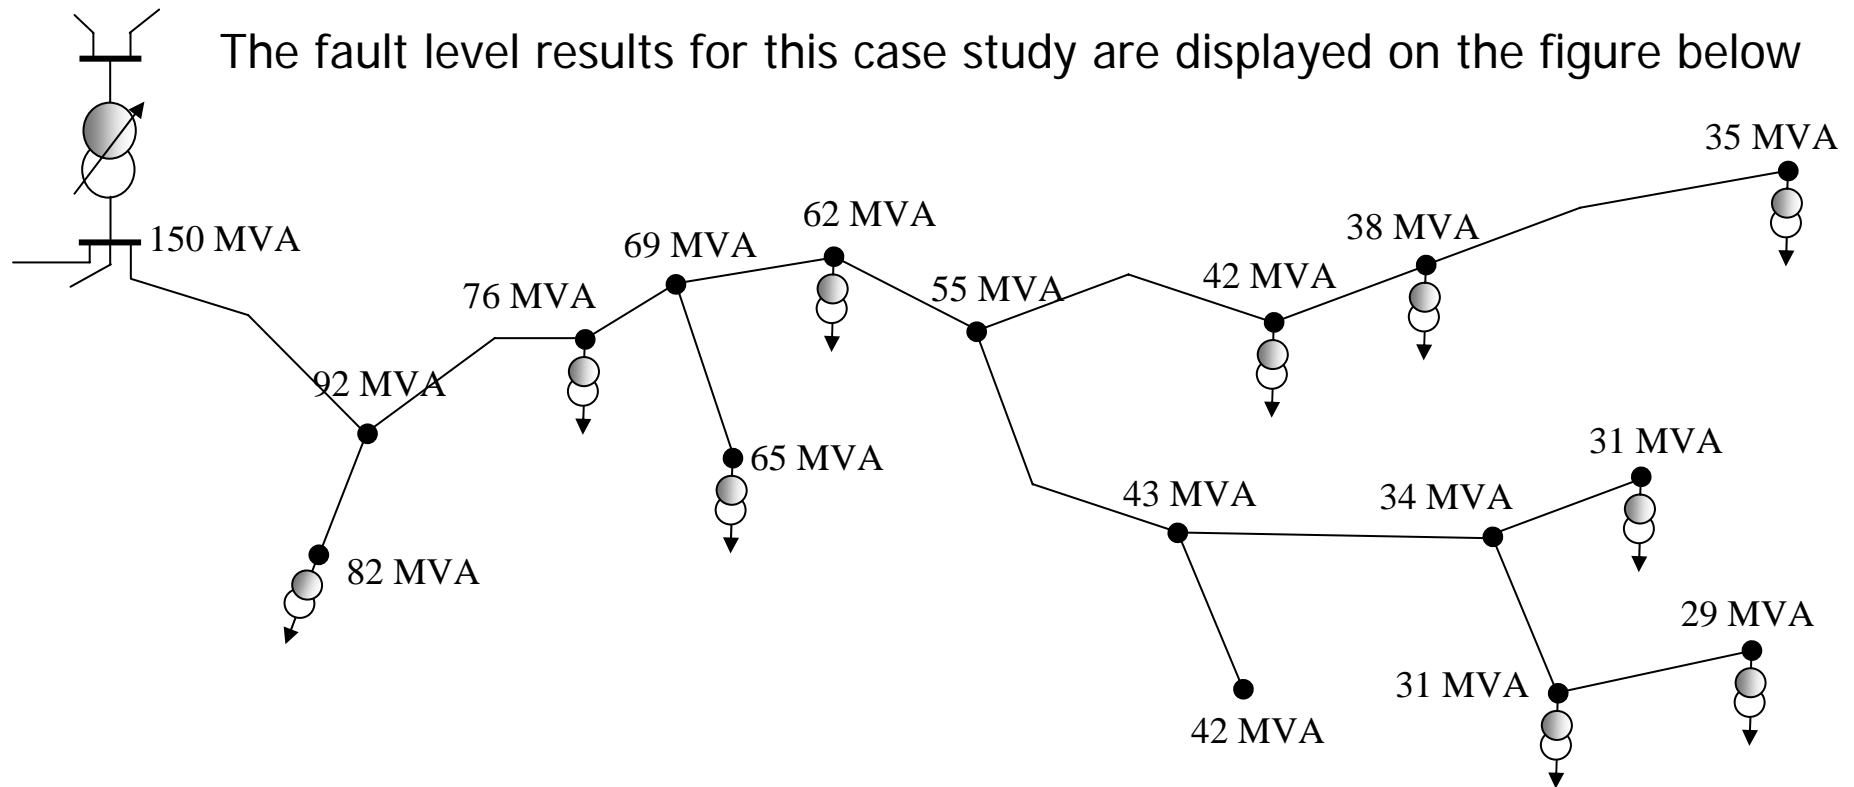 The fault level results for this case study are displayed on the figure below
35 MVA
62 MVA
38 MVA
150 MVA
69 MVA
42 MVA
55 MVA
76 MVA
92 MVA
31 MVA
65 MVA
43 MVA
34 MVA
82 MVA
29 MVA
31 MVA
42 MVA